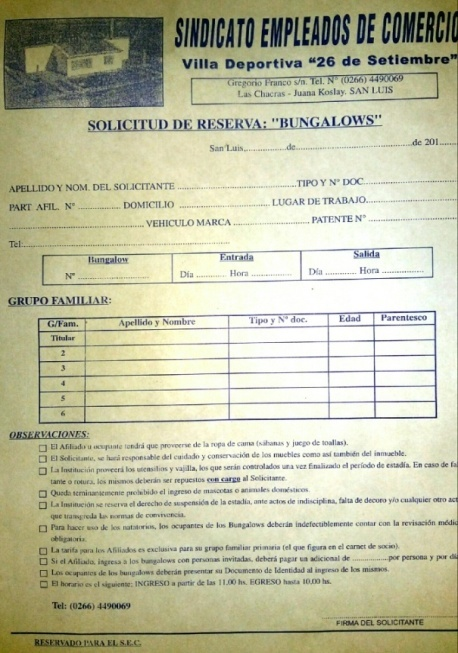 SINDICATO EMPLEADOS DE COMERCIO
Villa Deportiva "26 de Setiembre"
Gregorio Franco s/n. Tel. Nº (0266) 4490069
Las Chacras - Juana Koslay. SAN LUIS
SOLICITUD DE RESERVA: "BUNGALOWS"
San Luis,..............de..............................de 201......
APELLIDO Y NOM. DEL SOLICITANTE ..............................TIPO Y Nº DOC..............
PART AFIL. Nº ............ DOMICILIO ........................ LUGAR DE TRABAJO..............
................................ VEHICULO MARCA ........................ PATENTE Nº ..............
Tel..............................
Bungalow Entrada Salida
Nº ...................... Día ............ Hora ............ Día ............ Hora ............
GRUPO FAMILIAR:
G/Fam. Apellido y Nombre Tipo y Nº doc. Edad Parentesco
Titular
2
3
4
5
6
OBSERVACIONES:
El Afiliado u ocupante tendrá que proveerse de la ropa de cama (sábanas y juego de toallas).
El Solicitante, se hará responsable del cuidado y conservación de los muebles como así también del inmueble.
La Institución proveerá los utensilios y vajilla, los que serán controlados una vez finalizado el período de estadía. En caso de fal
tante o rotura, los mismos deberán ser repuestos con cargo al Solicitante.
Queda terminantemente prohibido el ingreso de mascotas o animales domésticos.
La Institución se reserva el derecho de suspensión de la estadía, ante actos de indisciplina, falta de decoro y/o cualquier otro act
que transgreda las normas de convivencia.
Para hacer uso de los natatorios, los ocupantes de los Bungalows deberán indefectiblemente contar con la revisación médic
obligatoria.
La tarifa para los Afiliados es exclusiva para su grupo familiar primario (el que figura en el carnet de socio).
Si el Afiliado, ingresa a los bungalows con personas invitadas, deberá pagar un adicional de ..............por persona y por día
Los ocupantes de los bungalows deberán presentar su Documento de Identidad al ingreso de los mismos.
El horario es el siguiente: INGRESO a partir de las 11,00 hs. EGRESO hasta 10,00 hs.
Tel: (0266) 4490069
FIRMA DEL SOLICITANTE
RESERVADO PARA EL S.E.C.